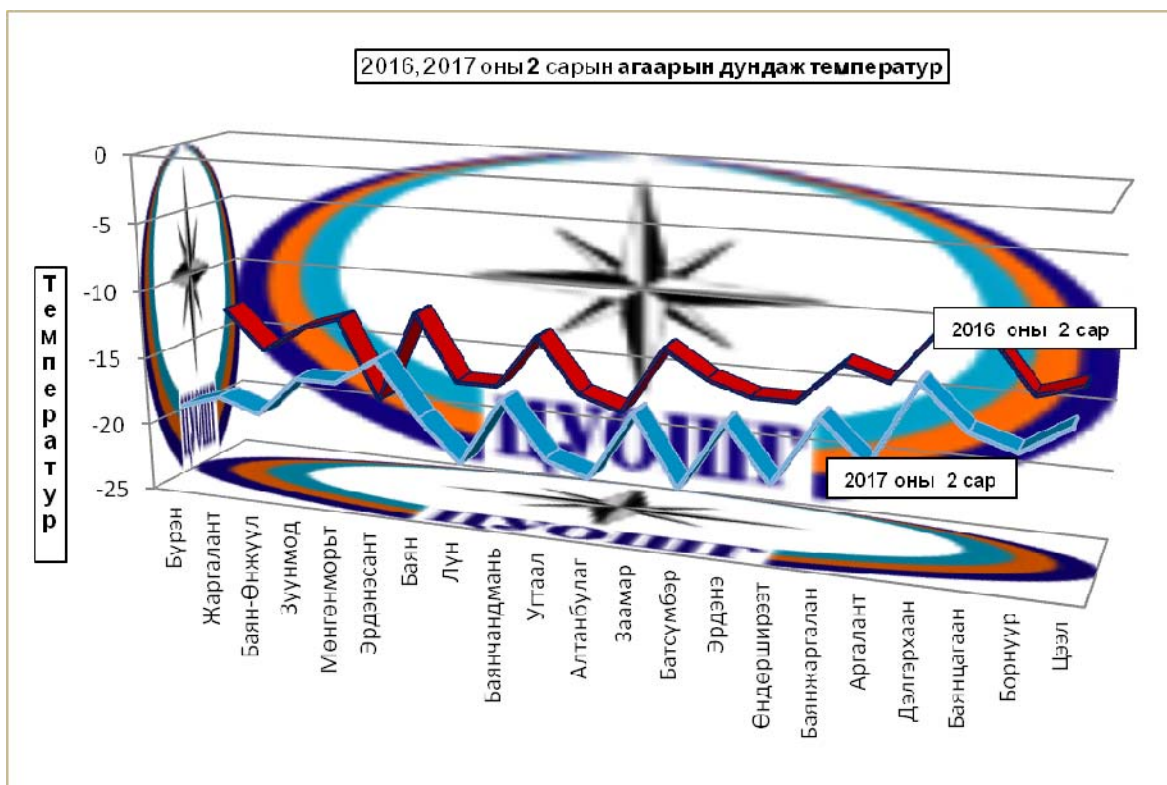 2016, 2017 оны 2 сарын агаарын дундаж температур
0
-5
-10
-15
-20
-25
Температур
2016 оны 2 сар
2017 оны 2 сар
ЦУОШГ
ЦУОШГ
Бүрэн
Жаргалант
Баян-Өнжүүл
Зуунмод
Мөнгөнморьт
Эрдэнэсант
Баян
Лүн
Баянчандмань
Угтаал
Алтанбулаг
Заамар
Батсүмбэр
Эрдэнэ
Өндөрширээт
Баянжаргалан
Аргалант
Дэлгэрхаан
Баянцагаан
Борнуур
Цээл